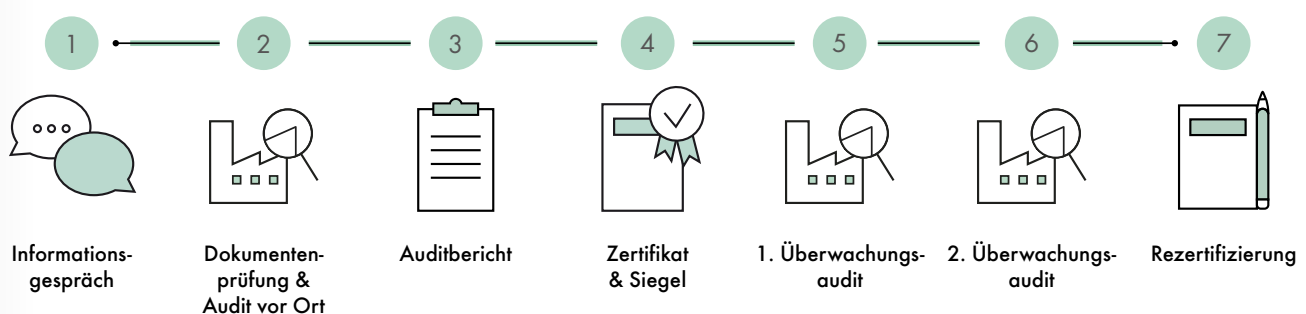 1
2
3
4
5
6
7
Informations-
gespräch
Dokumenten-
prüfung &
Audit vor Ort
Auditbericht
Zertifikat
& Siegel
1. Überwachungs-
audit
2. Überwachungs-
audit
Rezertifizierung